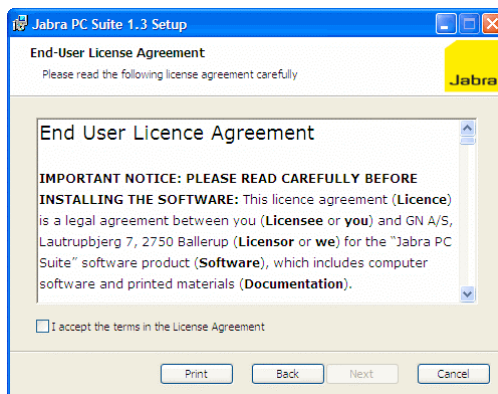 Jabra PC Suite 1.3 Setup
End-User License Agreement
Please read the following license agreement carefully
Jabra
End User Licence Agreement
IMPORTANT NOTICE: PLEASE READ CAREFULLY BEFORE
INSTALLING THE SOFTWARE: This licence agreement (Licence)
is a legal agreement between you (Licensee or you) and GN A/S,
Lautrupbjerg 7, 2750 Ballerup (Licensor or we) for the “Jabra PC
Suite” software product (Software), which includes computer
software and printed materials (Documentation).
I accept the terms in the License Agreement
Print Back Next Cancel